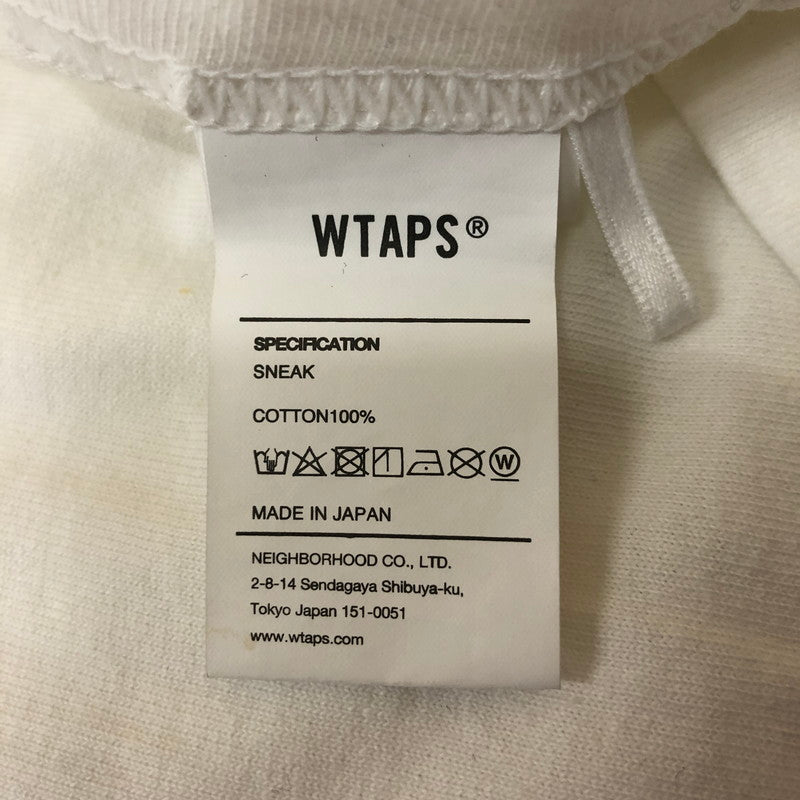 WTAPS®
SPECIFICATION
SNEAK
COTTON100%
W
MADE IN JAPAN
NEIGHBORHOOD CO., LTD.
2-8-14 Sendagaya Shibuya-ku,
Tokyo Japan 151-0051
www.wtaps.com